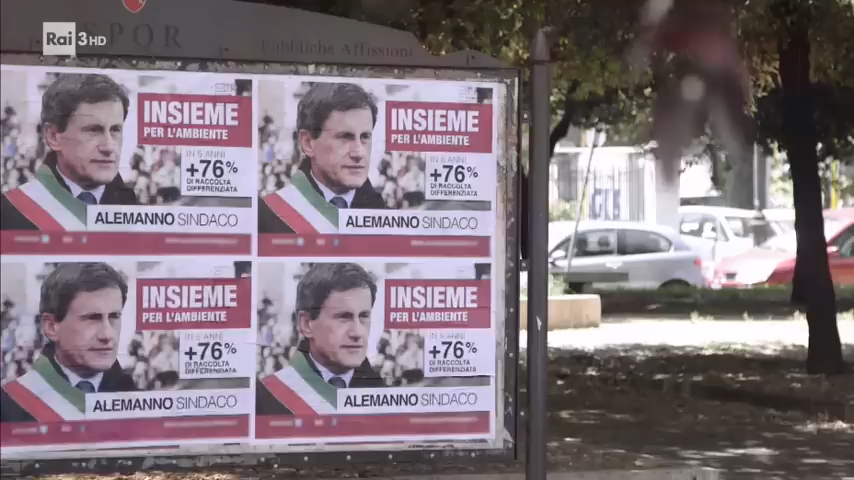 Rai 3HD
SPOR
Pubbliche Affissioni
INSIEME
PER L'AMBIENTE
IN 5 ANNI
+76%
DI RACCOLTA
DIFFERENZIATA
ALEMANNO SINDACO
INSIEME
PER L'AMBIENTE
IN 5 ANNI
+76%
DI RACCOLTA
DIFFERENZIATA
ALEMANNO SINDACO
INSIEME
PER L'AMBIENTE
IN 5 ANNI
+76%
DI RACCOLTA
DIFFERENZIATA
ALEMANNO SINDACO
INSIEME
PER L'AMBIENTE
IN 5 ANNI
+76%
DI RACCOLTA
DIFFERENZIATA
ALEMANNO SINDACO